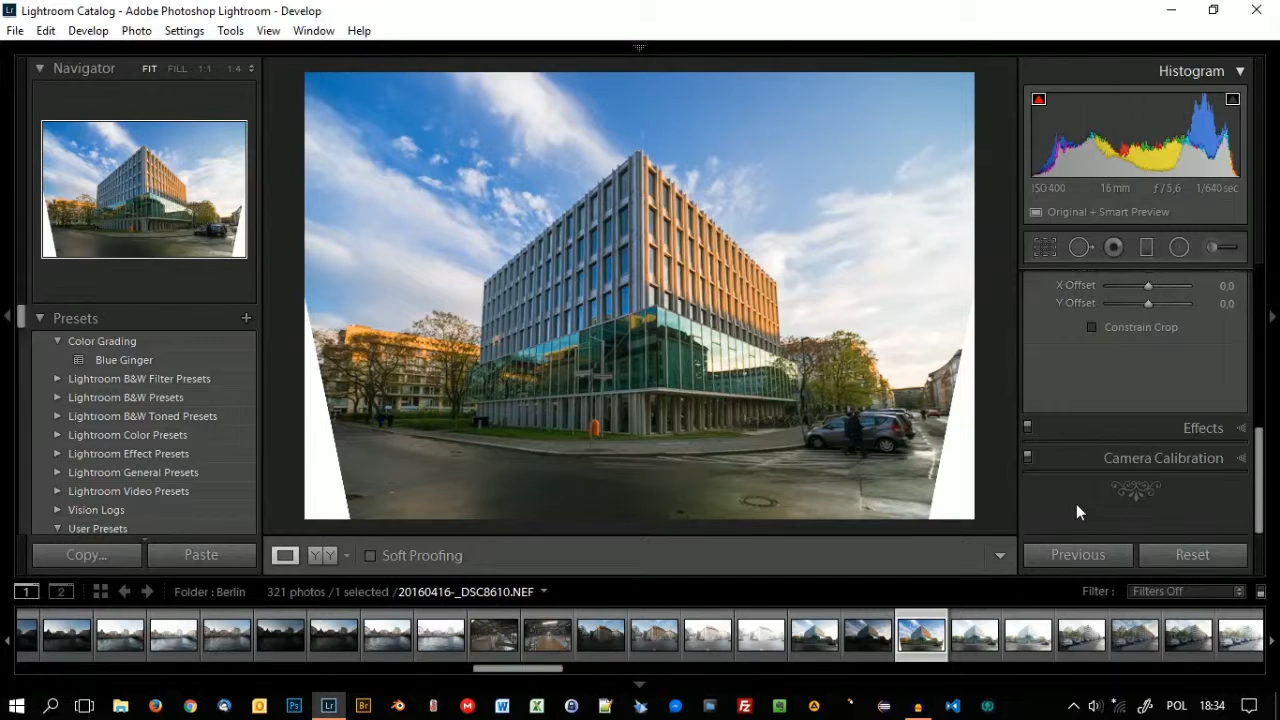 Lightroom Catalog - Adobe Photoshop Lightroom - Develop
File Edit Develop Photo Settings Tools View Window Help
Navigator FIT FILL 1:1 1:4
Histogram
ISO 400 16 mm ƒ / 5,6 1/640 sec
Original + Smart Preview
X Offset 0,0
Y Offset 0,0
Constrain Crop
Effects
Camera Calibration
Presets +
Color Grading
Blue Ginger
Lightroom B&W Filter Presets
Lightroom B&W Presets
Lightroom B&W Toned Presets
Lightroom Color Presets
Lightroom Effect Presets
Lightroom General Presets
Lightroom Video Presets
Vision Logs
User Presets
Copy... Paste
Y Y Soft Proofing
Previous Reset
1 2 Folder : Berlin 321 photos / 1 selected / 20160416-_DSC8610.NEF Filter : Filters Off
POL 18:34